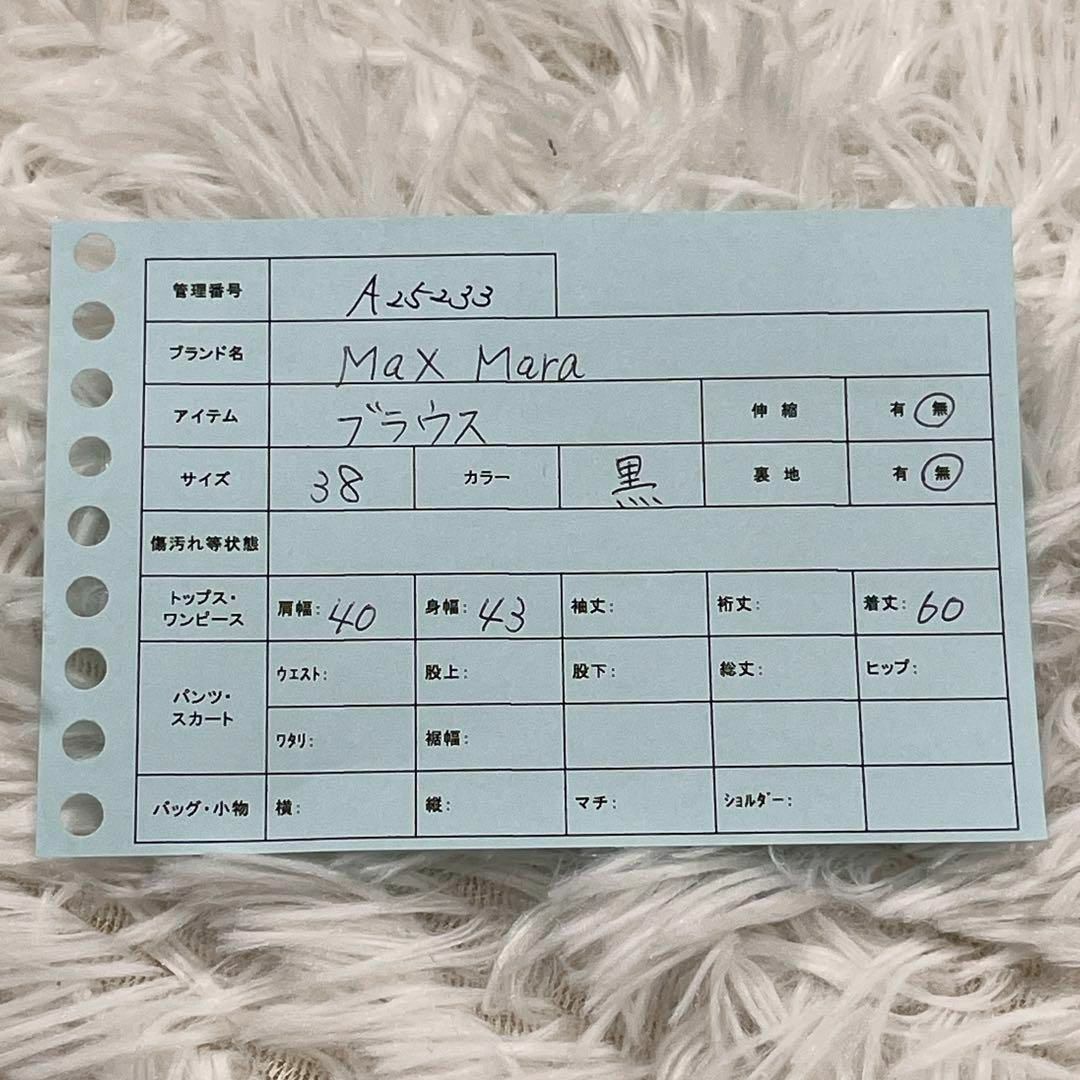 管理番号 A25233
ブランド名 Max Mara
アイテム ブラウス 伸縮 有 無
サイズ 38 カラー 黒 裏地 有 無
傷汚れ等状態
トップス・
ワンピース 肩幅: 40 身幅: 43 袖丈: 裄丈: 着丈: 60
パンツ・
スカート ウエスト: 股上: 股下: 総丈: ヒップ:
ワタリ: 裾幅:
バッグ・小物 横: 縦: マチ: ショルダー: